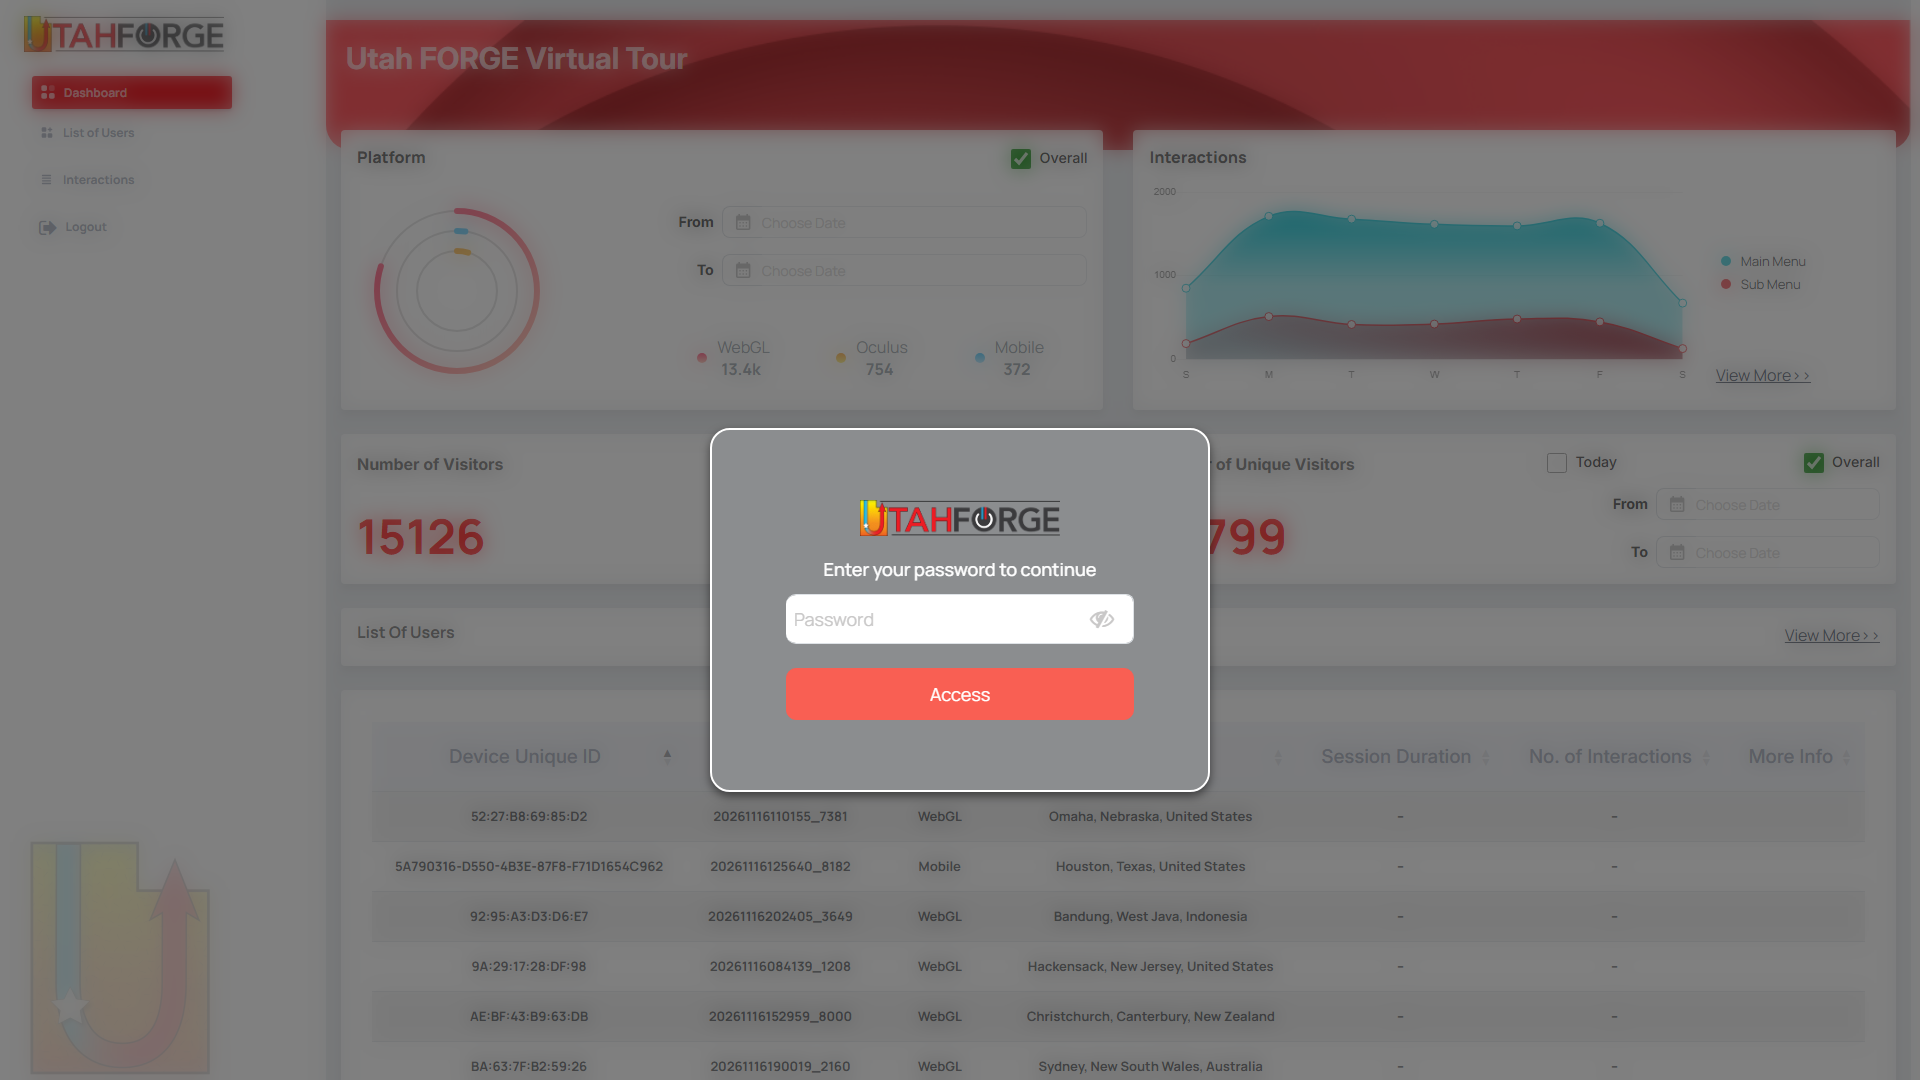 UTAHFORGE
Dashboard
List of Users
Interactions
Logout
Utah FORGE Virtual Tour
Platform
Overall
From
Choose Date
To
Choose Date
WebGL
13.4k
Oculus
754
Mobile
372
Interactions
2000
1000
0
S M T W T F S
Main Menu
Sub Menu
View More>>
Number of Visitors
15126
of Unique Visitors
799
Today
Overall
From
Choose Date
To
Choose Date
UTAHFORGE
Enter your password to continue
Password
Access
List Of Users
View More>>
Device Unique ID Session Duration No. of Interactions More Info
52:27:B8:69:85:D2 20261116110155_7381 WebGL Omaha, Nebraska, United States - -
5A790316-D550-4B3E-87F8-F71D1654C962 20261116125640_8182 Mobile Houston, Texas, United States - -
92:95:A3:D3:D6:E7 20261116202405_3649 WebGL Bandung, West Java, Indonesia - -
9A:29:17:28:DF:98 20261116084139_1208 WebGL Hackensack, New Jersey, United States - -
AE:BF:43:B9:63:DB 20261116152959_8000 WebGL Christchurch, Canterbury, New Zealand - -
BA:63:7F:B2:59:26 20261116190019_2160 WebGL Sydney, New South Wales, Australia - -